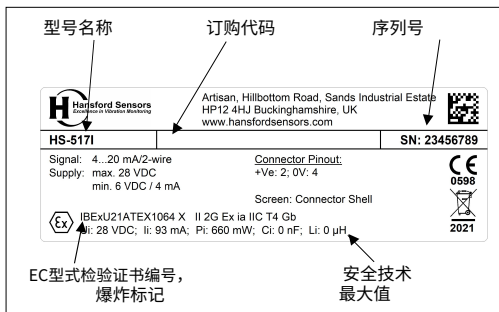 型号名称
订购代码
序列号
Hansford Sensors
Excellence in Vibration Monitoring
Artisan, Hillbottom Road, Sands Industrial Estate
HP12 4HJ Buckinghamshire, UK
www.hansfordsensors.com
HS-517I
SN: 23456789
Signal: 4...20 mA/2-wire
Supply: max. 28 VDC
min. 6 VDC / 4 mA
Connector Pinout:
+Ve: 2; 0V: 4
Screen: Connector Shell
CE
0598
2021
Ex
IBExU21ATEX1064 X II 2G Ex ia IIC T4 Gb
Ui: 28 VDC; Ii: 93 mA; Pi: 660 mW; Ci: 0 nF; Li: 0 µH
EC型式检验证书编号，
爆炸标记
安全技术
最大值